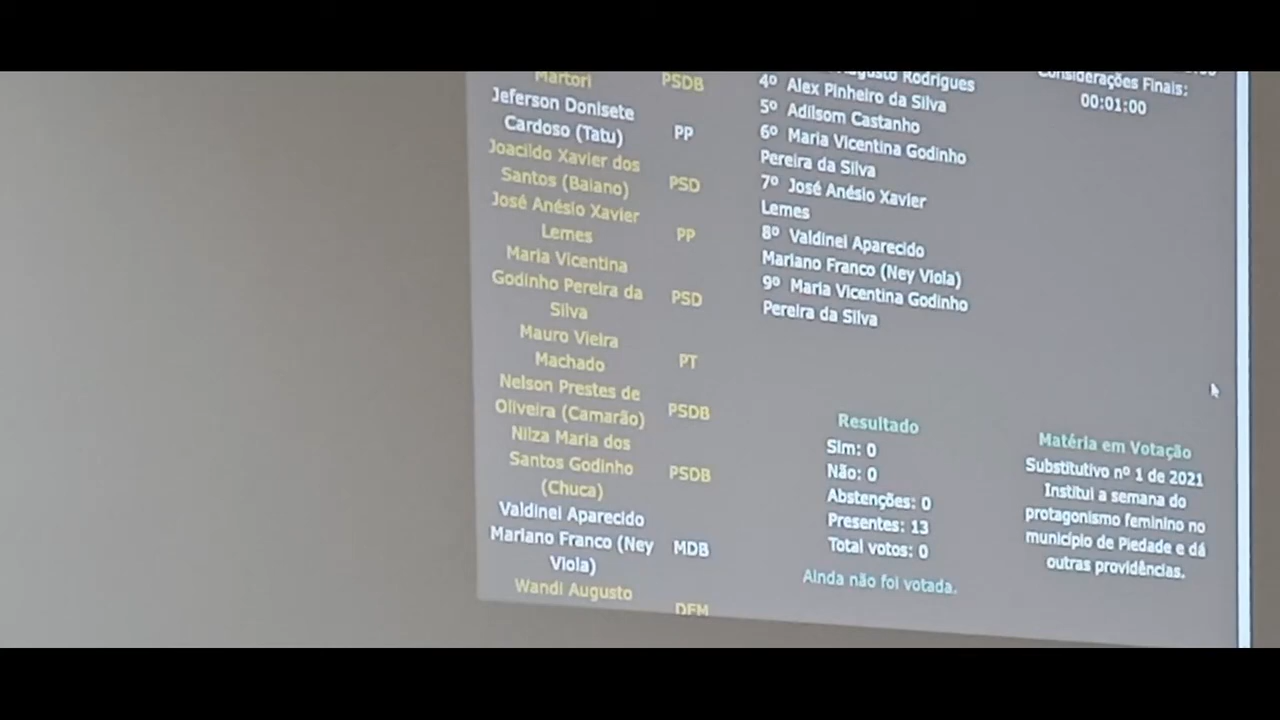 Martori PSDB
Jeferson Donisete
Cardoso (Tatu) PP
Joacildo Xavier dos
Santos (Baiano) PSD
José Anésio Xavier
Lemes PP
Maria Vicentina
Godinho Pereira da PSD
Silva
Mauro Vieira
Machado PT
Nelson Prestes de
Oliveira (Camarão) PSDB
Nilza Maria dos
Santos Godinho PSDB
(Chuca)
Valdinei Aparecido
Mariano Franco (Ney MDB
Viola)
Wandi Augusto
DEM
Augusto Rodrigues
4º Alex Pinheiro da Silva
5º Adilsom Castanho
6º Maria Vicentina Godinho
Pereira da Silva
7º José Anésio Xavier
Lemes
8º Valdinei Aparecido
Mariano Franco (Ney Viola)
9º Maria Vicentina Godinho
Pereira da Silva
Considerações Finais:
00:01:00
Resultado
Sim: 0
Não: 0
Abstenções: 0
Presentes: 13
Total votos: 0
Ainda não foi votada.
Matéria em Votação
Substitutivo nº 1 de 2021
Institui a semana do
protagonismo feminino no
município de Piedade e dá
outras providências.